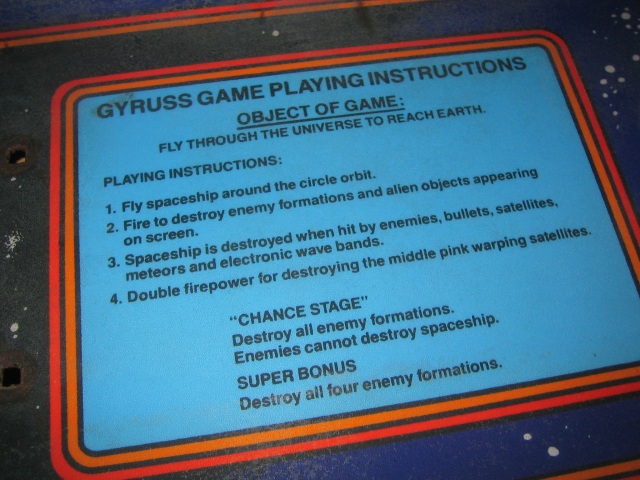 GYRUSS GAME PLAYING INSTRUCTIONS
OBJECT OF GAME:
FLY THROUGH THE UNIVERSE TO REACH EARTH.
PLAYING INSTRUCTIONS:
1. Fly spaceship around the circle orbit.
2. Fire to destroy enemy formations and alien objects appearing
on screen.
3. Spaceship is destroyed when hit by enemies, bullets, satellites,
meteors and electronic wave bands.
4. Double firepower for destroying the middle pink warping satellites.
"CHANCE STAGE"
Destroy all enemy formations.
Enemies cannot destroy spaceship.
SUPER BONUS
Destroy all four enemy formations.